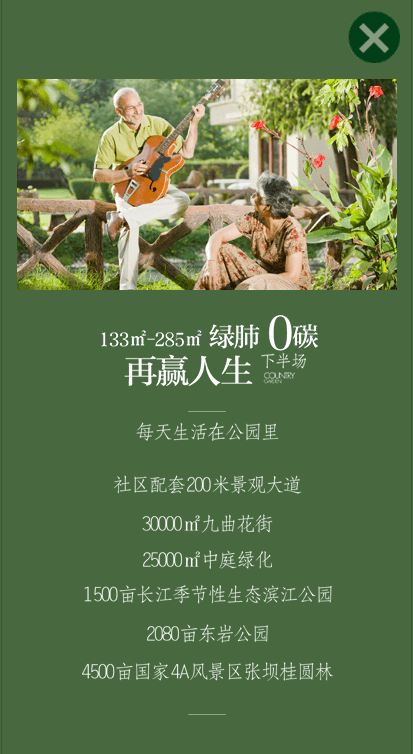 133㎡-285㎡ 绿肺 0碳
再赢人生 下半场
COUNTRY
GARDEN
每天生活在公园里
社区配套200米景观大道
30000㎡九曲花街
25000㎡中庭绿化
1500亩长江季节性生态滨江公园
2080亩东岩公园
4500亩国家4A风景区张坝桂圆林